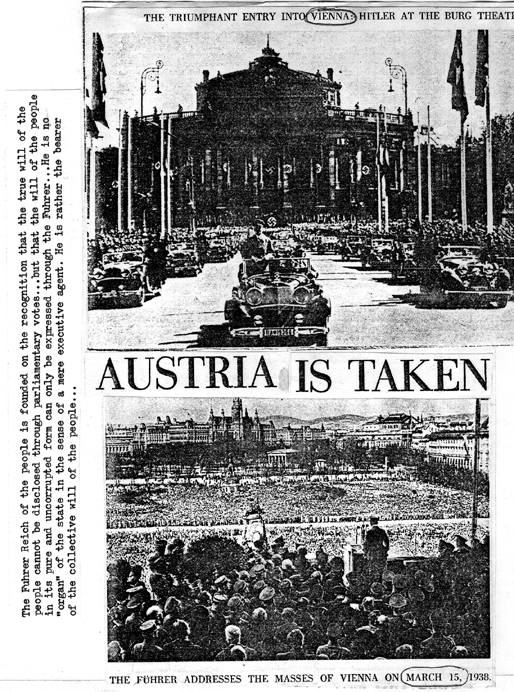 THE TRIUMPHANT ENTRY INTO VIENNA: HITLER AT THE BURG THEATR
AUSTRIA IS TAKEN
THE FÜHRER ADDRESSES THE MASSES OF VIENNA ON MARCH 15, 1938.
The Fuhrer Reich of the people is founded on the recognition that the true will of the
people cannot be disclosed through parliamentary votes...but that the will of the people
in its pure and uncorrupted form can only be expressed through the Fuhrer...He is no
"organ" of the state in the sense of a mere executive agent. He is rather the bearer
of the collective will of the people...